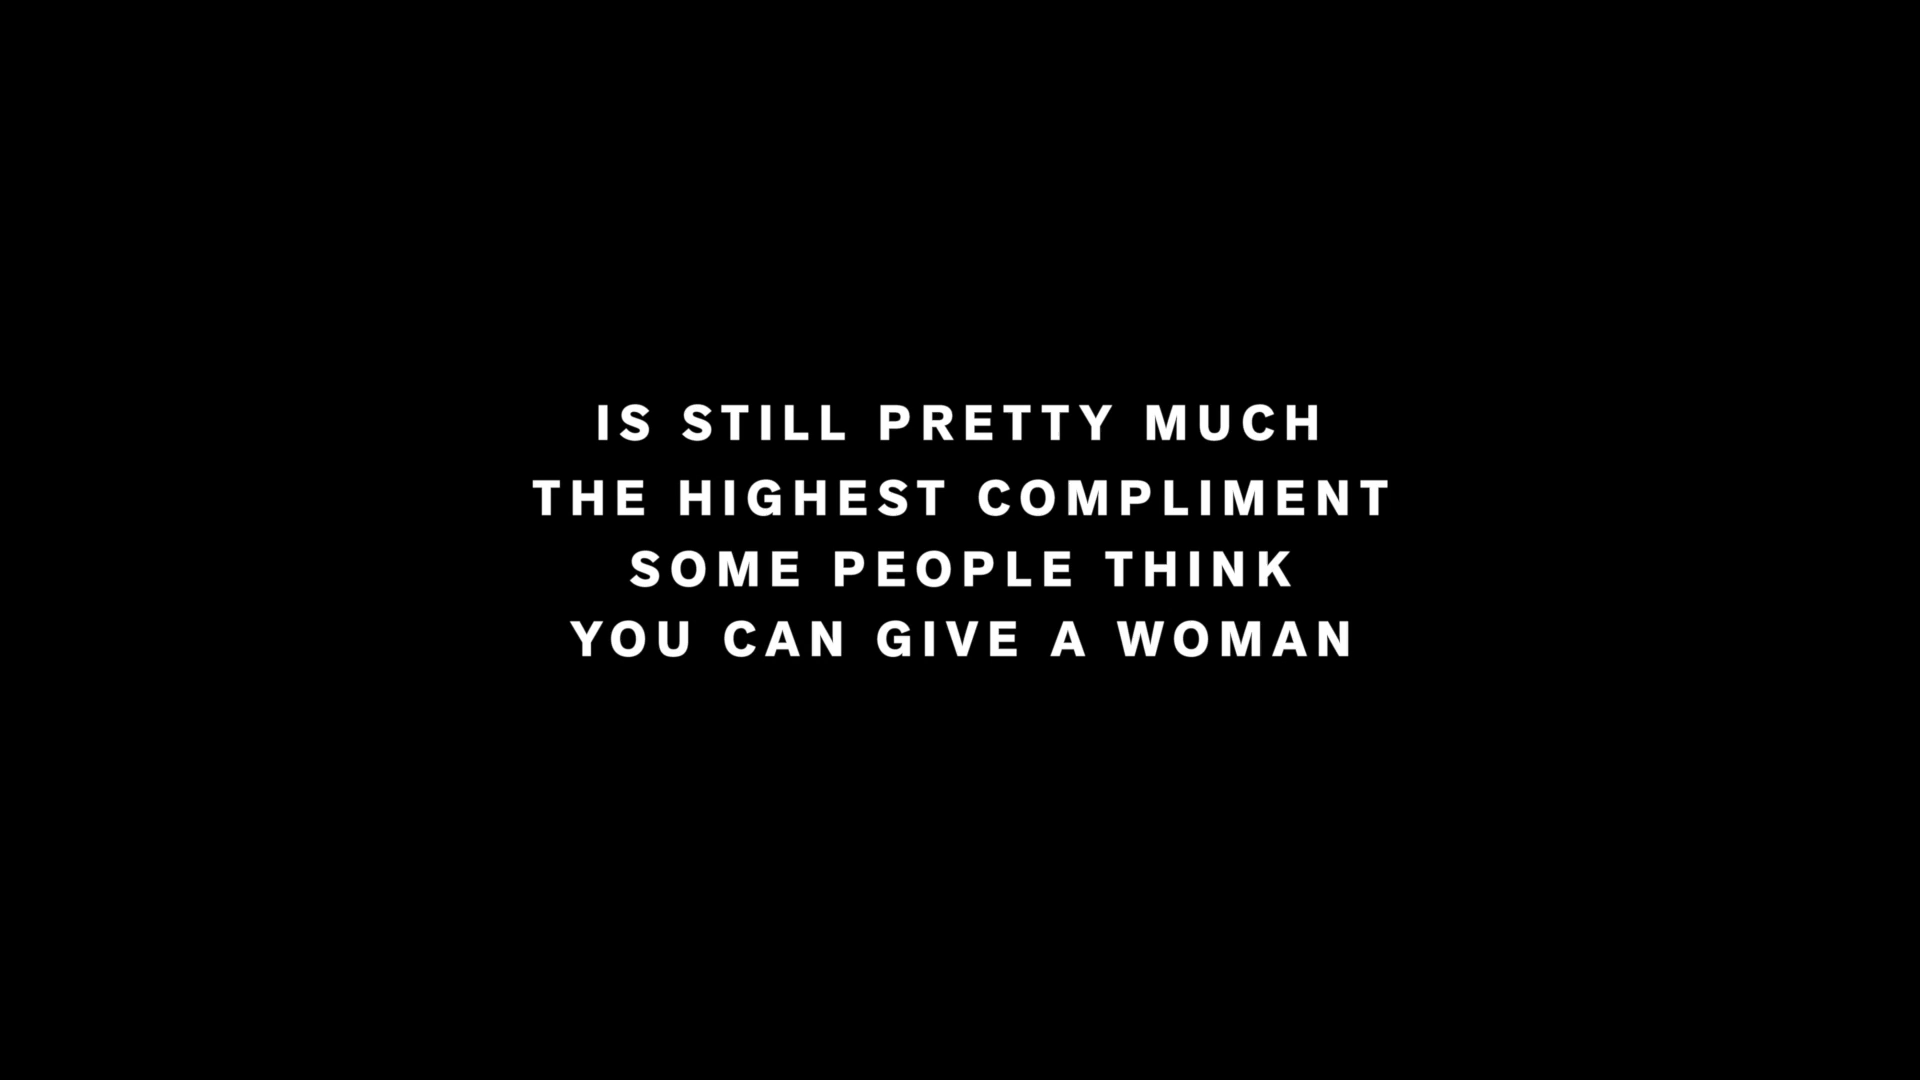 IS STILL PRETTY MUCH
THE HIGHEST COMPLIMENT
SOME PEOPLE THINK
YOU CAN GIVE A WOMAN